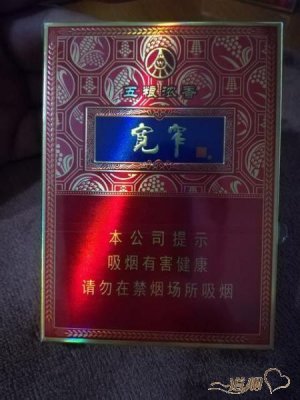 五粮浓香
宽窄
本公司提示
吸烟有害健康
请勿在禁烟场所吸烟